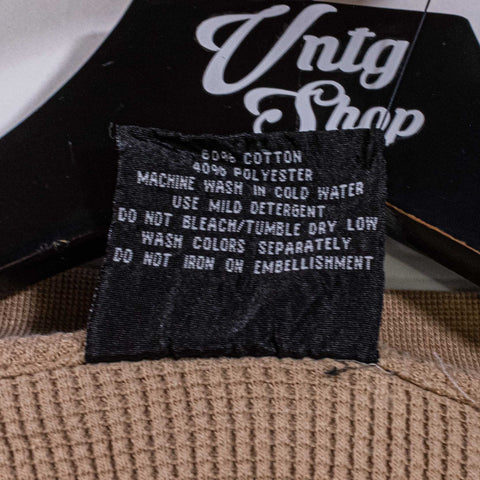 Vntg
Shop
60% COTTON
40% POLYESTER
MACHINE WASH IN COLD WATER
USE MILD DETERGENT
DO NOT BLEACH/TUMBLE DRY LOW
WASH COLORS SEPARATELY
DO NOT IRON ON EMBELLISHMENT